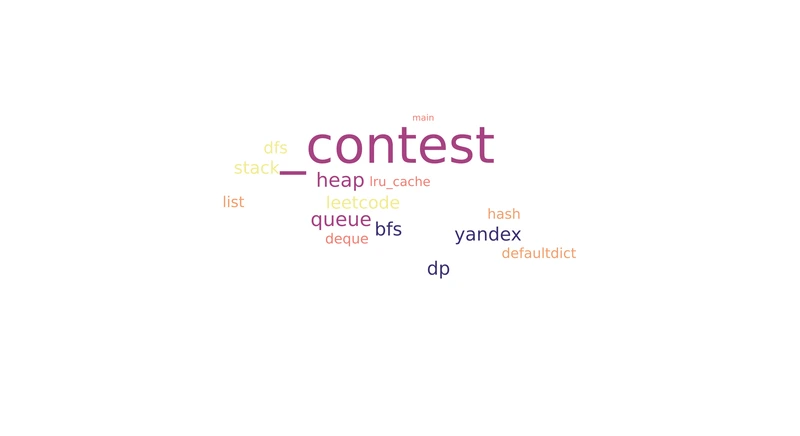 main
_contest
dfs
stack
heap
lru_cache
list
leetcode
hash
queue
bfs
yandex
deque
defaultdict
dp